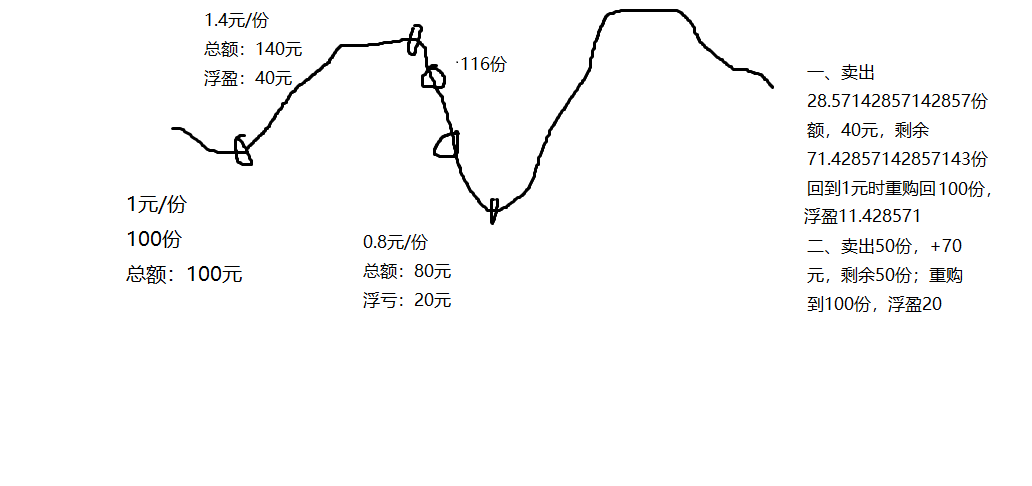 1.4元/份
总额：140元
浮盈：40元
·116份
1元/份
100份
总额：100元
0.8元/份
总额：80元
浮亏：20元
一、卖出
28.57142857142857份
额，40元，剩余
71.42857142857143份
回到1元时重购回100份，
浮盈11.428571
二、卖出50份，+70
元，剩余50份；重购
到100份，浮盈20